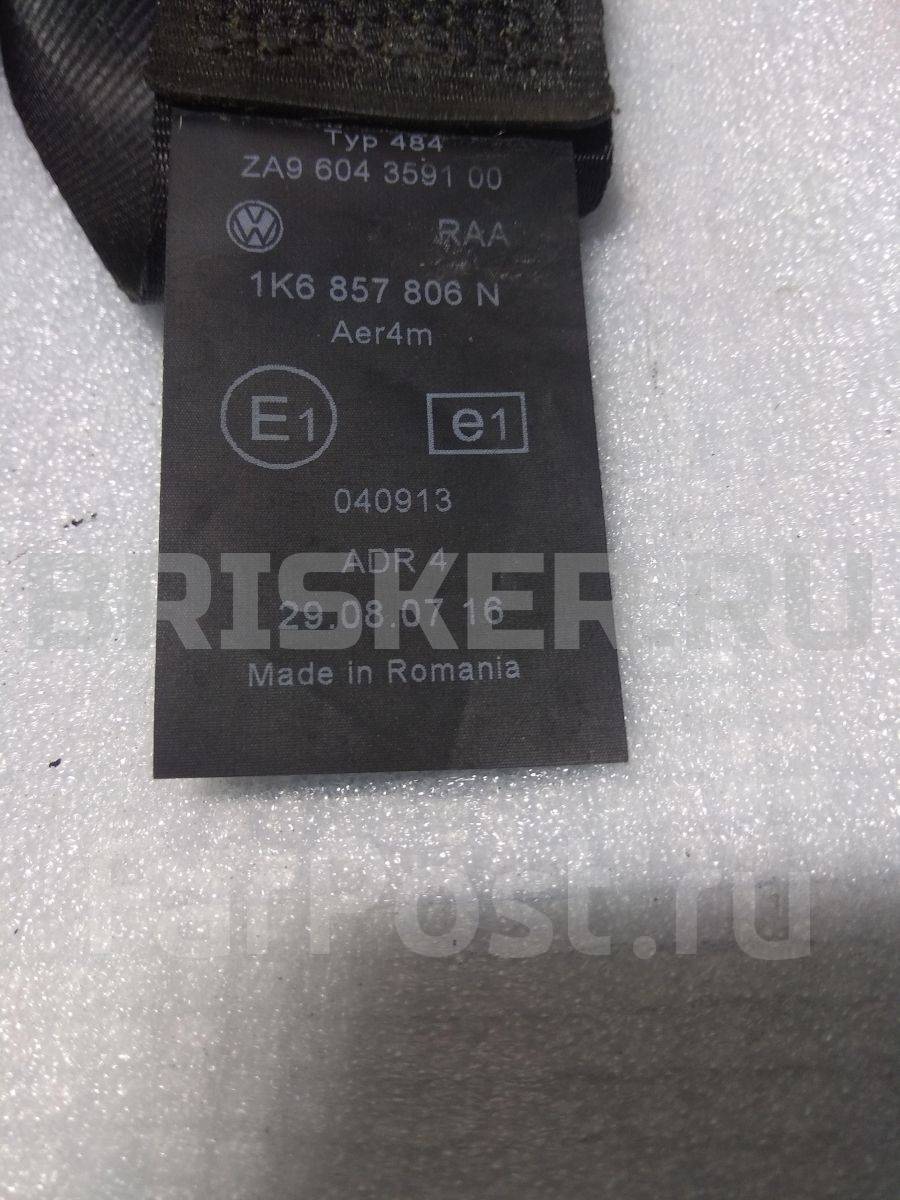 Typ 484
ZA9 604 3591 00
RAA
1K6 857 806 N
Aer4m
E1 e1
040913
ADR 4
BRISKER.RU
29.08.07 16
Made in Romania
FarPost.ru